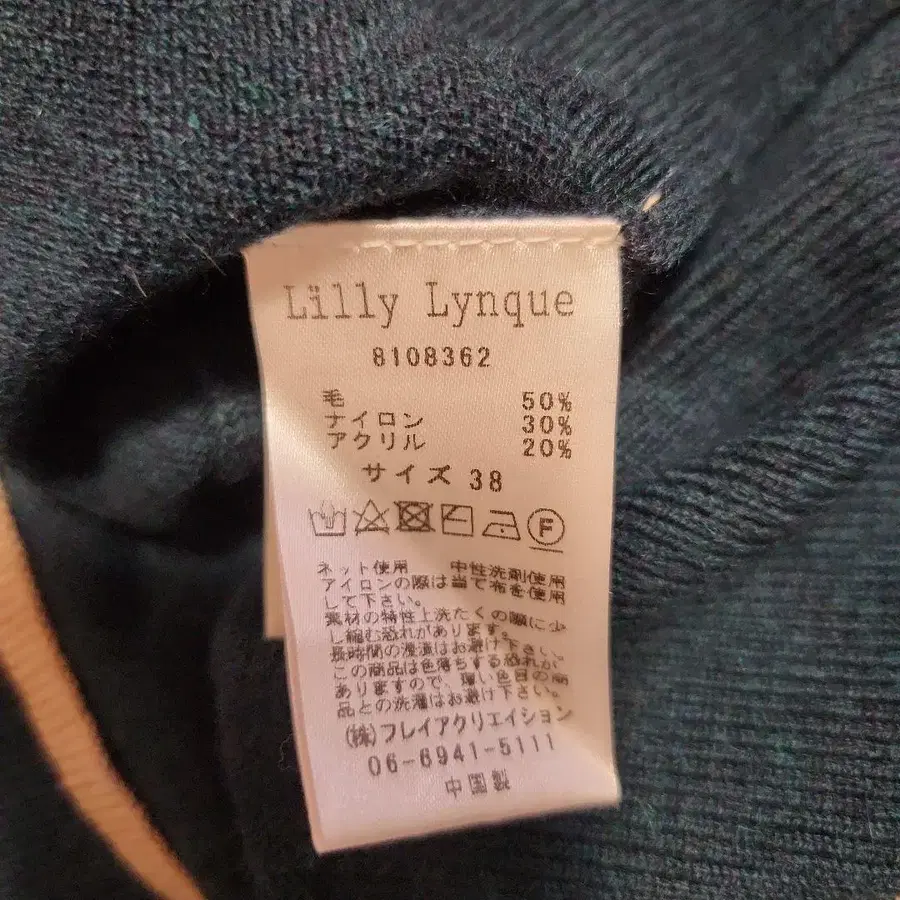 Lilly Lynque
8108362
毛 50%
ナイロン 30%
アクリル 20%
サイズ 38
F
ネット使用 中性洗剤使用
アイロンの際は当て布を使用
して下さい。
素材の特性上洗たくの際に少
し縮む恐れがあります。
長時間の浸漬はお避け下さい。
この商品は色落ちする恐れが
ありますので、薄い色目の商
品との洗濯はお避け下さい。
(株)フレイアクリエイション
06-6941-5111
中国製